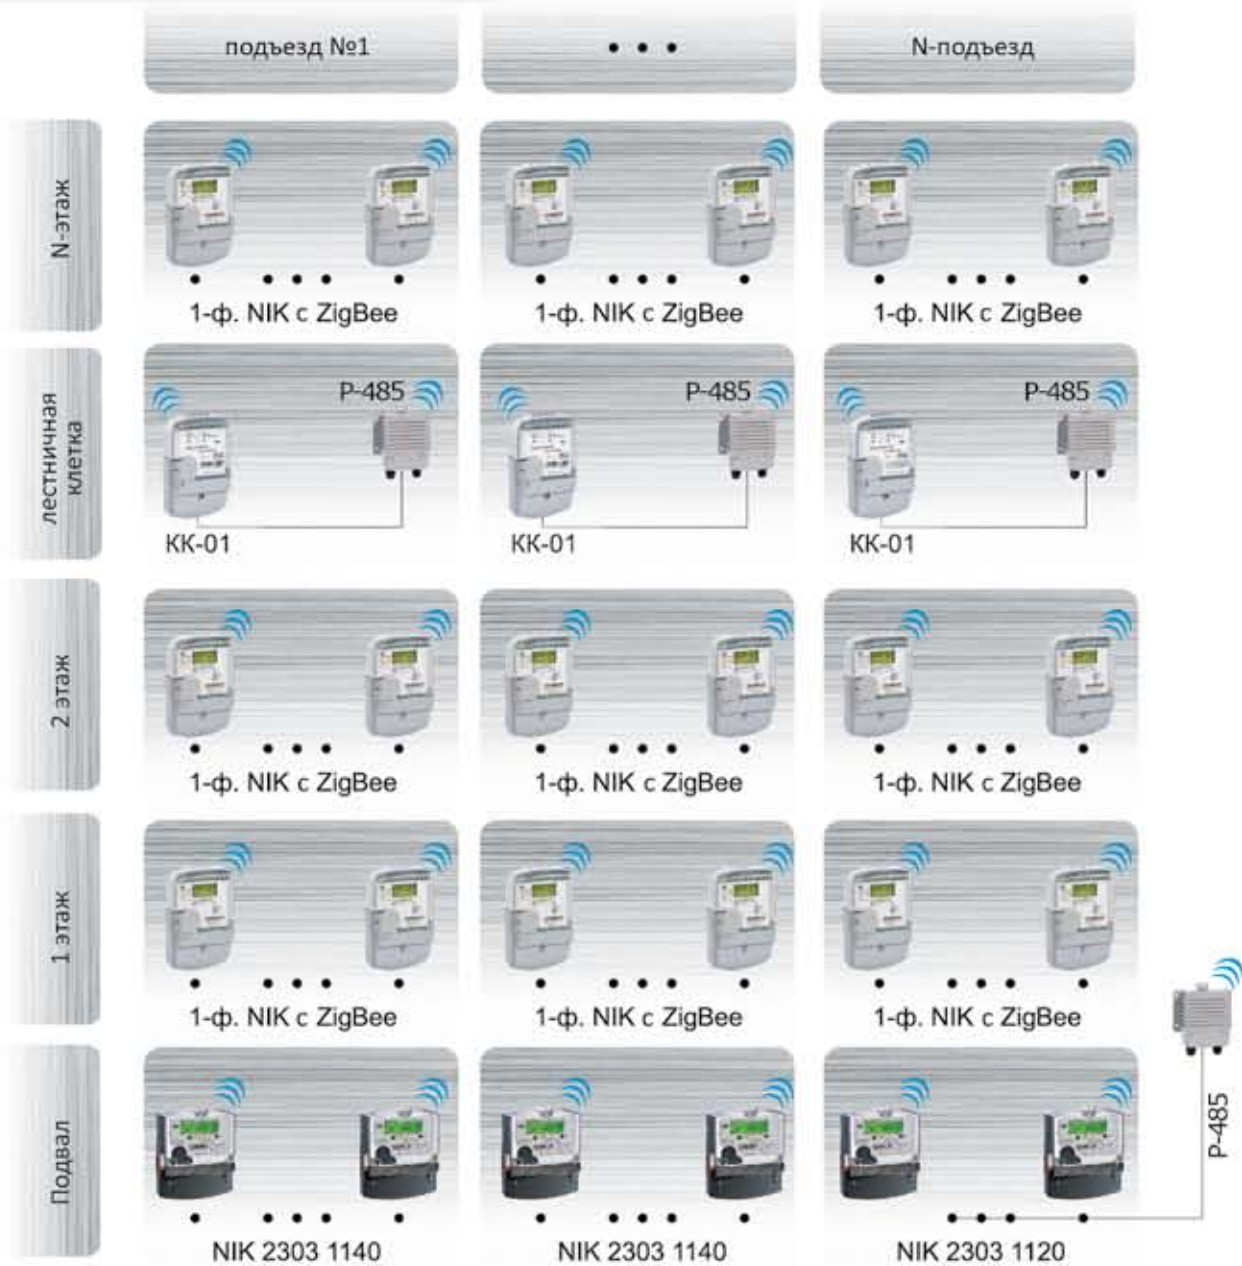 подъезд №1
• • •
N-подъезд
N-этаж
1-ф. NIK с ZigBee
1-ф. NIK с ZigBee
1-ф. NIK с ZigBee
лестничная
клетка
P-485
P-485
P-485
КК-01
КК-01
КК-01
2 этаж
1-ф. NIK с ZigBee
1-ф. NIK с ZigBee
1-ф. NIK с ZigBee
1 этаж
1-ф. NIK с ZigBee
1-ф. NIK с ZigBee
1-ф. NIK с ZigBee
Подвал
NIK 2303 1140
NIK 2303 1140
NIK 2303 1120
P-485